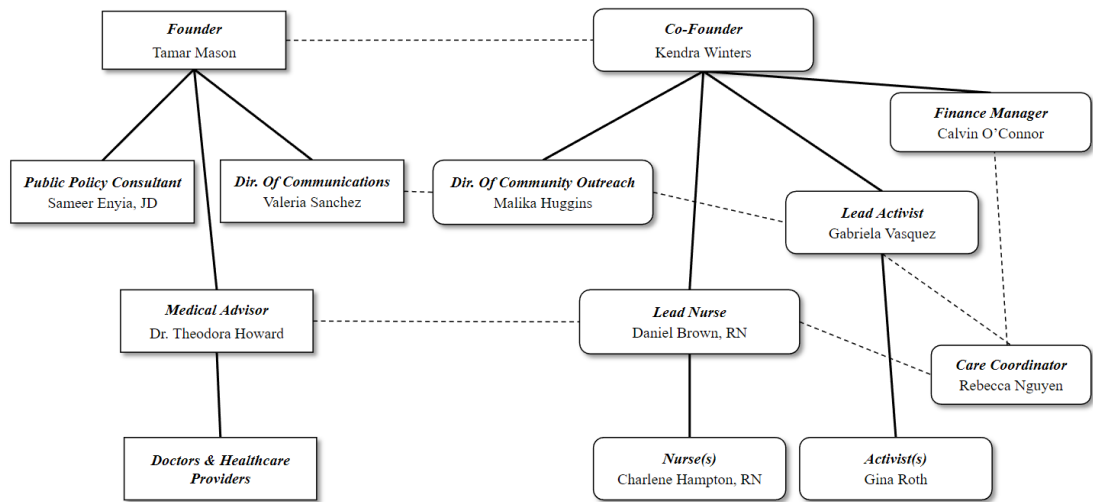 Founder
Tamar Mason
Co-Founder
Kendra Winters
Finance Manager
Calvin O’Connor
Public Policy Consultant
Sameer Enyia, JD
Dir. Of Communications
Valeria Sanchez
Dir. Of Community Outreach
Malika Huggins
Lead Activist
Gabriela Vasquez
Medical Advisor
Dr. Theodora Howard
Lead Nurse
Daniel Brown, RN
Care Coordinator
Rebecca Nguyen
Doctors & Healthcare
Providers
Nurse(s)
Charlene Hampton, RN
Activist(s)
Gina Roth